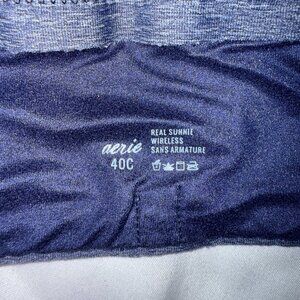 aerie
40C
REAL SUNNIE
WIRELESS
SANS ARMATURE